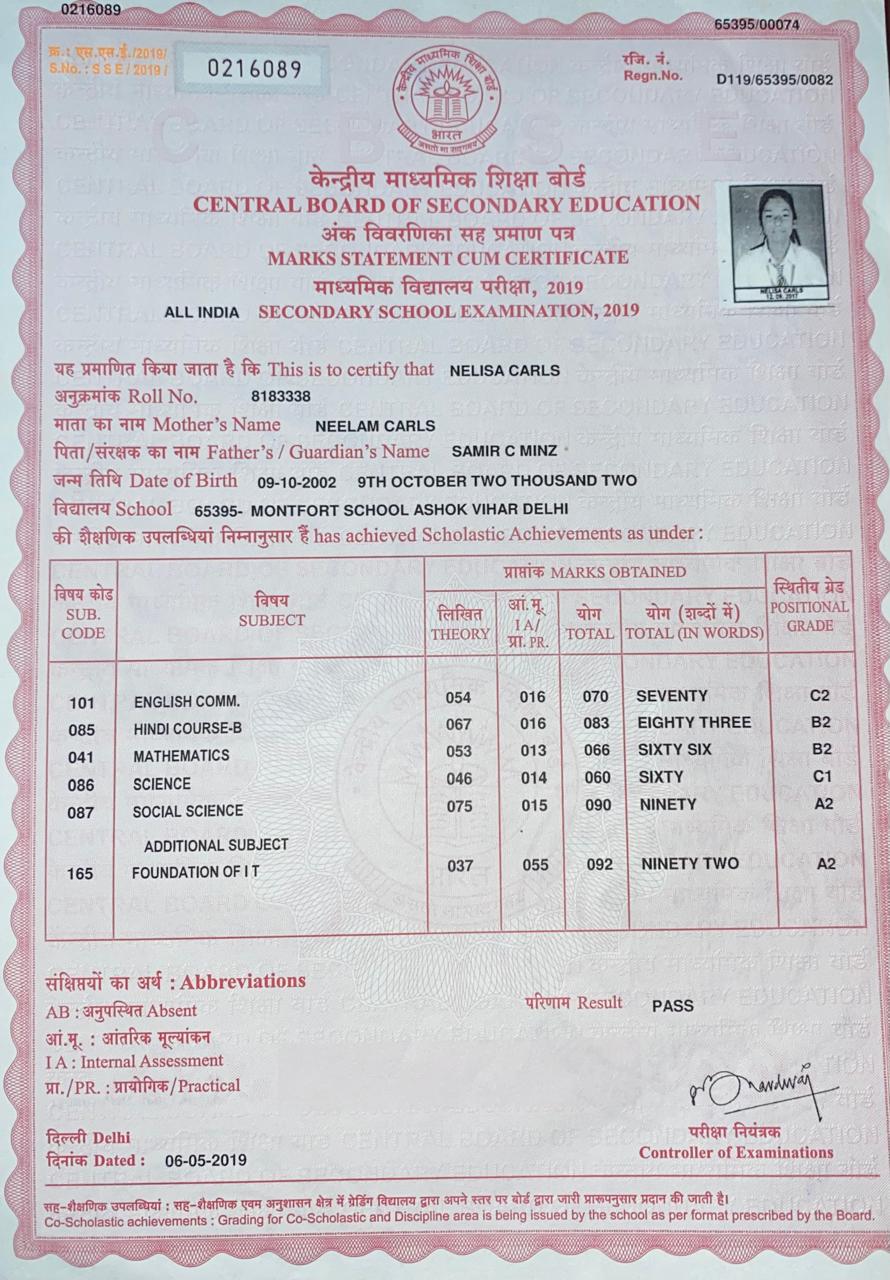 0216089
65395/00074
क्र.: एस.एस.ई./2019/
S.No. : S S E / 2019 /
0216089
रजि. नं.
Regn.No. D119/65395/0082
केन्द्रीय माध्यमिक शिक्षा बोर्ड
भारत
असतो मा सद्गमय
केन्द्रीय माध्यमिक शिक्षा बोर्ड
CENTRAL BOARD OF SECONDARY EDUCATION
अंक विवरणिका सह प्रमाण पत्र
MARKS STATEMENT CUM CERTIFICATE
माध्यमिक विद्यालय परीक्षा, 2019
ALL INDIA SECONDARY SCHOOL EXAMINATION, 2019
NELISA CARLS
12.09.2017
यह प्रमाणित किया जाता है कि This is to certify that NELISA CARLS
अनुक्रमांक Roll No. 8183338
माता का नाम Mother's Name NEELAM CARLS
पिता/संरक्षक का नाम Father's / Guardian's Name SAMIR C MINZ
जन्म तिथि Date of Birth 09-10-2002 9TH OCTOBER TWO THOUSAND TWO
विद्यालय School 65395- MONTFORT SCHOOL ASHOK VIHAR DELHI
की शैक्षणिक उपलब्धियां निम्नानुसार हैं has achieved Scholastic Achievements as under :
विषय कोड SUB. CODE
विषय SUBJECT
प्राप्तांक MARKS OBTAINED
लिखित THEORY
आं.मू. I A/ प्रा. PR.
योग TOTAL
योग (शब्दों में) TOTAL (IN WORDS)
स्थितीय ग्रेड POSITIONAL GRADE
101 ENGLISH COMM. 054 016 070 SEVENTY C2
085 HINDI COURSE-B 067 016 083 EIGHTY THREE B2
041 MATHEMATICS 053 013 066 SIXTY SIX B2
086 SCIENCE 046 014 060 SIXTY C1
087 SOCIAL SCIENCE 075 015 090 NINETY A2
ADDITIONAL SUBJECT
165 FOUNDATION OF I T 037 055 092 NINETY TWO A2
संक्षिप्तियों का अर्थ : Abbreviations
AB : अनुपस्थित Absent
आं.मू. : आंतरिक मूल्यांकन
I A : Internal Assessment
प्रा./PR. : प्रायोगिक/Practical
परिणाम Result PASS
दिल्ली Delhi
दिनांक Dated : 06-05-2019
परीक्षा नियंत्रक
Controller of Examinations
सह-शैक्षणिक उपलब्धियां : सह-शैक्षणिक एवम अनुशासन क्षेत्र में ग्रेडिंग विद्यालय द्वारा अपने स्तर पर बोर्ड द्वारा जारी प्रारूपनुसार प्रदान की जाती है।
Co-Scholastic achievements : Grading for Co-Scholastic and Discipline area is being issued by the school as per format prescribed by the Board.